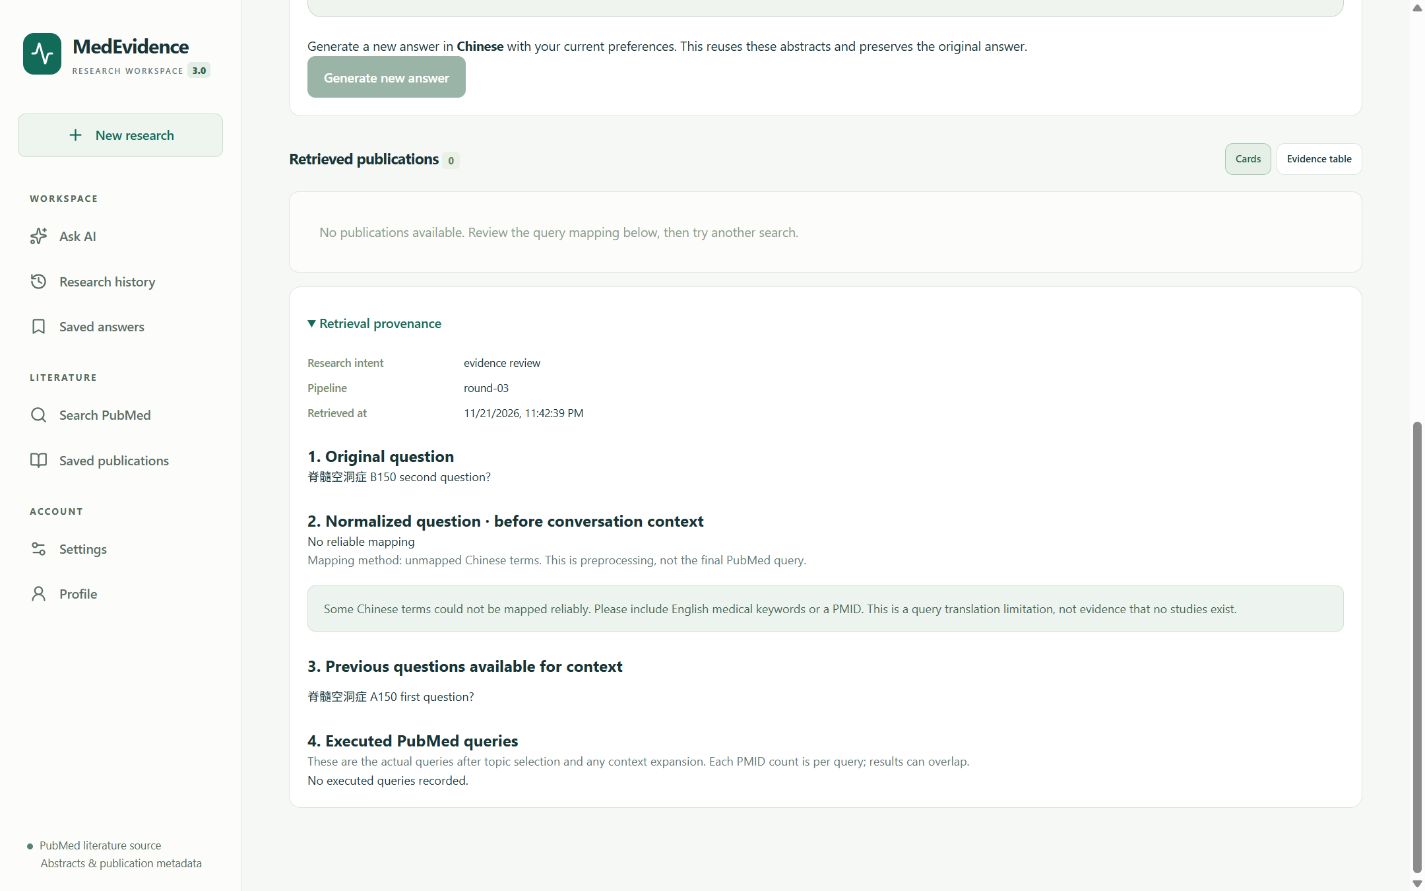 MedEvidence
RESEARCH WORKSPACE 3.0
New research
WORKSPACE
Ask AI
Research history
Saved answers
LITERATURE
Search PubMed
Saved publications
ACCOUNT
Settings
Profile
PubMed literature source
Abstracts & publication metadata
Generate a new answer in Chinese with your current preferences. This reuses these abstracts and preserves the original answer.
Generate new answer
Retrieved publications 0
Cards
Evidence table
No publications available. Review the query mapping below, then try another search.
▼ Retrieval provenance
Research intent evidence review
Pipeline round-03
Retrieved at 11/21/2026, 11:42:39 PM
1. Original question
脊髓空洞症 B150 second question?
2. Normalized question · before conversation context
No reliable mapping
Mapping method: unmapped Chinese terms. This is preprocessing, not the final PubMed query.
Some Chinese terms could not be mapped reliably. Please include English medical keywords or a PMID. This is a query translation limitation, not evidence that no studies exist.
3. Previous questions available for context
脊髓空洞症 A150 first question?
4. Executed PubMed queries
These are the actual queries after topic selection and any context expansion. Each PMID count is per query; results can overlap.
No executed queries recorded.